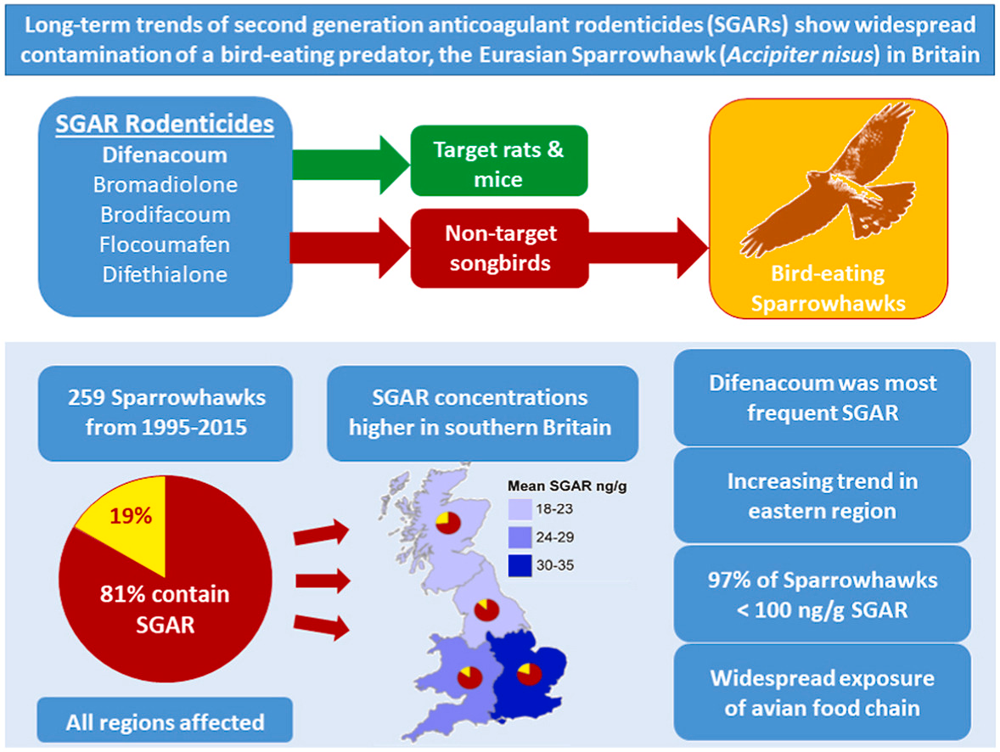 Long-term trends of second generation anticoagulant rodenticides (SGARs) show widespread
contamination of a bird-eating predator, the Eurasian Sparrowhawk (Accipiter nisus) in Britain
SGAR Rodenticides
Difenacoum
Bromadiolone
Brodifacoum
Flocoumafen
Difethialone
Target rats &
mice
Non-target
songbirds
Bird-eating
Sparrowhawks
259 Sparrowhawks
from 1995-2015
19%
81% contain
SGAR
All regions affected
SGAR concentrations
higher in southern Britain
Mean SGAR ng/g
18-23
24-29
30-35
Difenacoum was most
frequent SGAR
Increasing trend in
eastern region
97% of Sparrowhawks
< 100 ng/g SGAR
Widespread exposure
of avian food chain